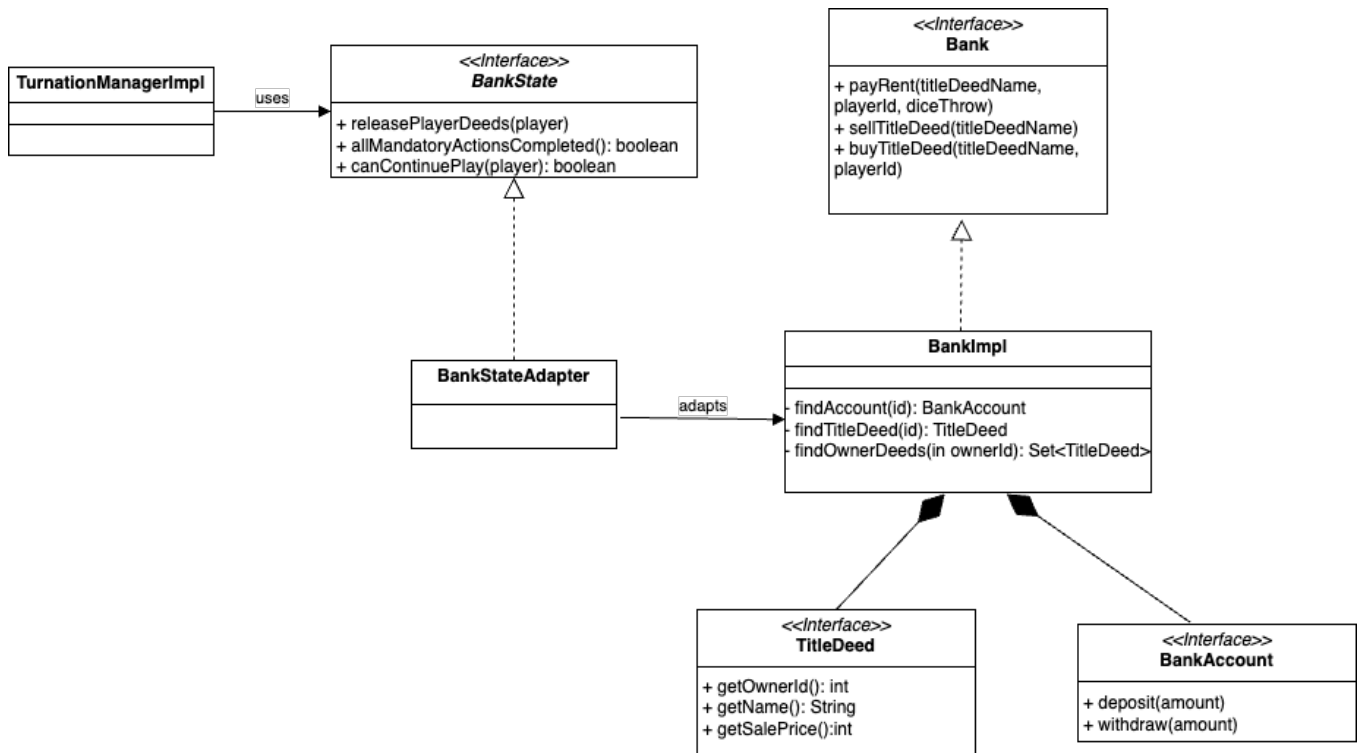 TurnationManagerImpl
uses
<<Interface>>
BankState
+ releasePlayerDeeds(player)
+ allMandatoryActionsCompleted(): boolean
+ canContinuePlay(player): boolean
<<Interface>>
Bank
+ payRent(titleDeedName,
playerId, diceThrow)
+ sellTitleDeed(titleDeedName)
+ buyTitleDeed(titleDeedName,
playerId)
BankStateAdapter
adapts
BankImpl
- findAccount(id): BankAccount
- findTitleDeed(id): TitleDeed
- findOwnerDeeds(in ownerId): Set<TitleDeed>
<<Interface>>
TitleDeed
+ getOwnerId(): int
+ getName(): String
+ getSalePrice():int
<<Interface>>
BankAccount
+ deposit(amount)
+ withdraw(amount)